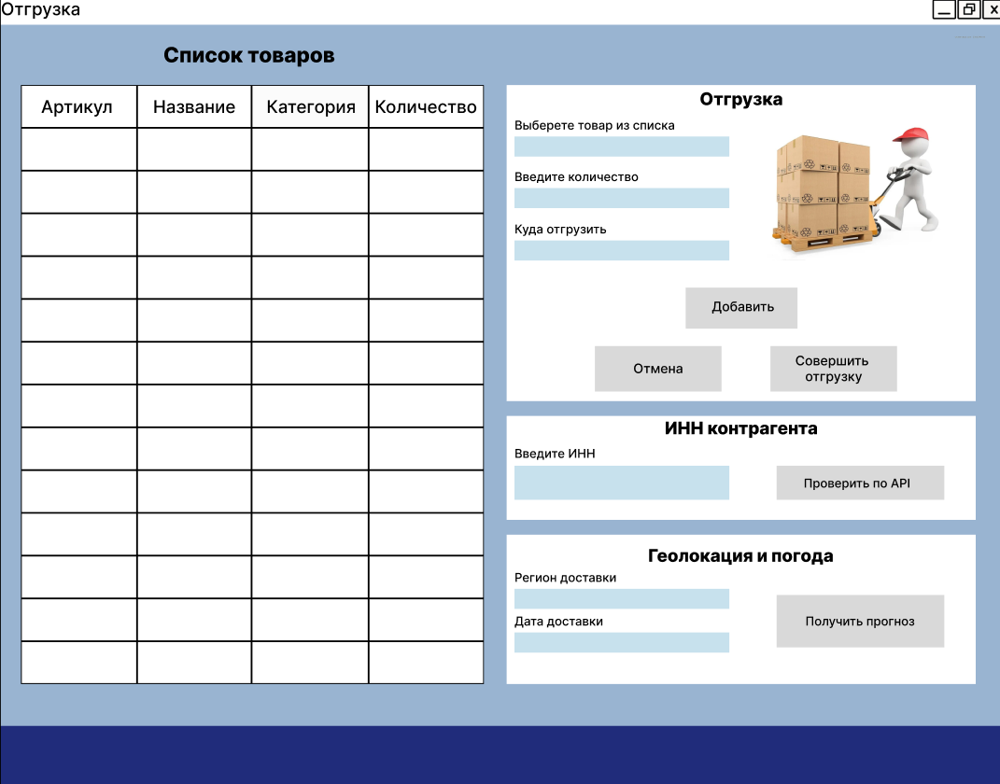 Отгрузка
Список товаров
Артикул Название Категория Количество
Отгрузка
Выберете товар из списка
Введите количество
Куда отгрузить
Добавить
Отмена
Совершить
отгрузку
ИНН контрагента
Введите ИНН
Проверить по API
Геолокация и погода
Регион доставки
Дата доставки
Получить прогноз